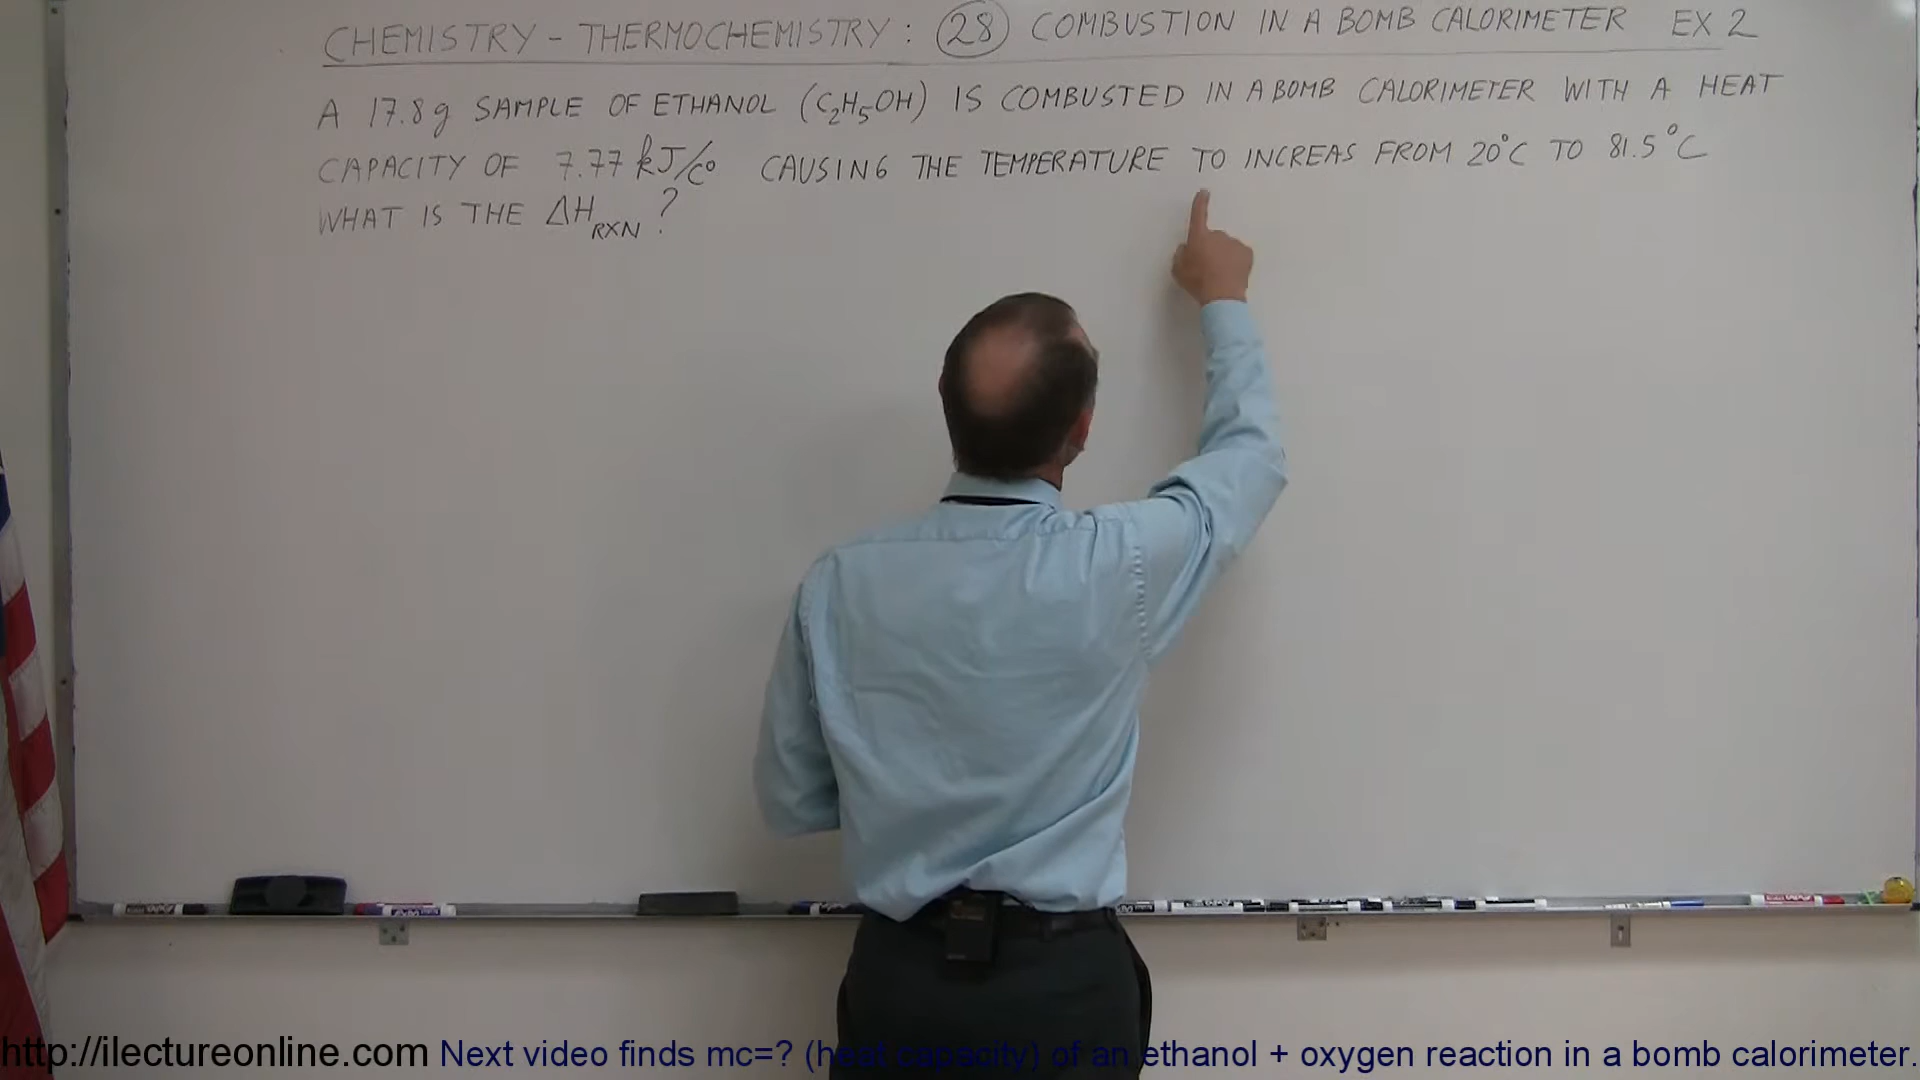 CHEMISTRY - THERMOCHEMISTRY : 28 COMBUSTION IN A BOMB CALORIMETER EX 2
A 17.8g SAMPLE OF ETHANOL (C₂H₅OH) IS COMBUSTED IN A BOMB CALORIMETER WITH A HEAT
CAPACITY OF 7.77 kJ/C° CAUSING THE TEMPERATURE TO INCREAS FROM 20°C TO 81.5°C
WHAT IS THE ΔH RXN ?
http://ilectureonline.com Next video finds mc=? (heat capacity) of an ethanol + oxygen reaction in a bomb calorimeter.